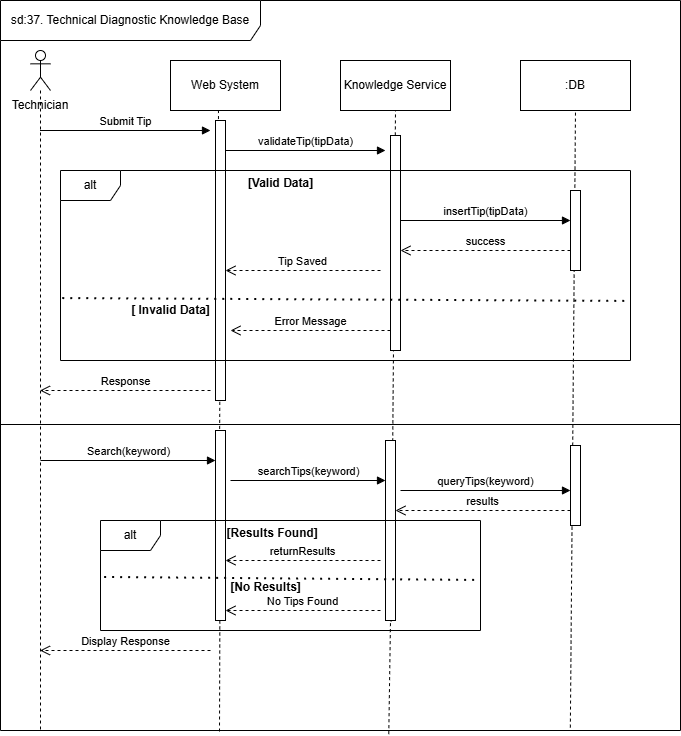 sd:37. Technical Diagnostic Knowledge Base
Technician
Web System
Knowledge Service
:DB
Submit Tip
validateTip(tipData)
alt
[Valid Data]
insertTip(tipData)
success
Tip Saved
[ Invalid Data]
Error Message
Response
Search(keyword)
searchTips(keyword)
queryTips(keyword)
results
alt
[Results Found]
returnResults
[No Results]
No Tips Found
Display Response